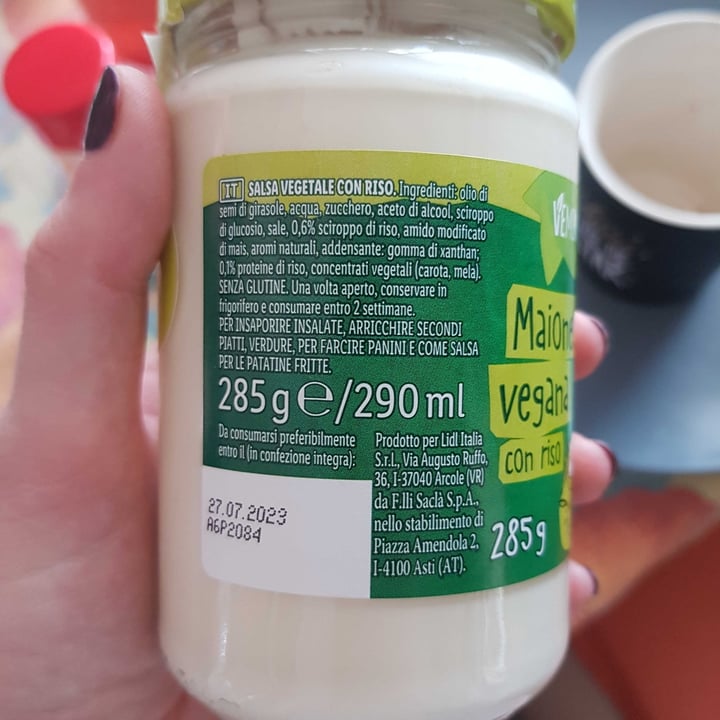 IT SALSA VEGETALE CON RISO. Ingredienti: olio di
semi di girasole, acqua, zucchero, aceto di alcool, sciroppo
di glucosio, sale, 0,6% sciroppo di riso, amido modificato
di mais, aromi naturali, addensante: gomma di xanthan;
0,1% proteine di riso, concentrati vegetali (carota, mela).
SENZA GLUTINE. Una volta aperto, conservare in
frigorifero e consumare entro 2 settimane.
PER INSAPORIRE INSALATE, ARRICCHIRE SECONDI
PIATTI, VERDURE, PER FARCIRE PANINI E COME SALSA
PER LE PATATINE FRITTE.
285 g ℮/290 ml
Da consumarsi preferibilmente
entro il (in confezione integra):
27.07.2023
A6P2084
Prodotto per Lidl Italia
S.r.l., Via Augusto Ruffo,
36, I-37040 Arcole (VR)
da F.lli Saclà S.p.A.,
nello stabilimento di
Piazza Amendola 2,
I-4100 Asti (AT).
Maion
vegana
con riso
285g